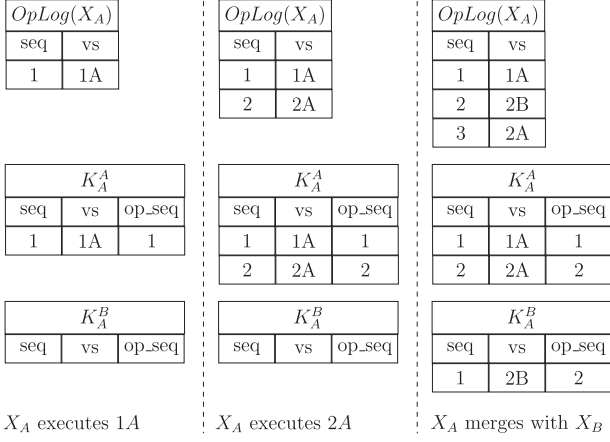 OpLog(X_A) OpLog(X_A) OpLog(X_A)
seq vs seq vs seq vs
1 1A 1 1A 1 1A
2 2A 2 2B
3 2A
K_A^A K_A^A K_A^A
seq vs op_seq seq vs op_seq seq vs op_seq
1 1A 1 1 1A 1 1 1A 1
2 2A 2 2 2A 2
K_A^B K_A^B K_A^B
seq vs op_seq seq vs op_seq seq vs op_seq
1 2B 2
X_A executes 1A X_A executes 2A X_A merges with X_B